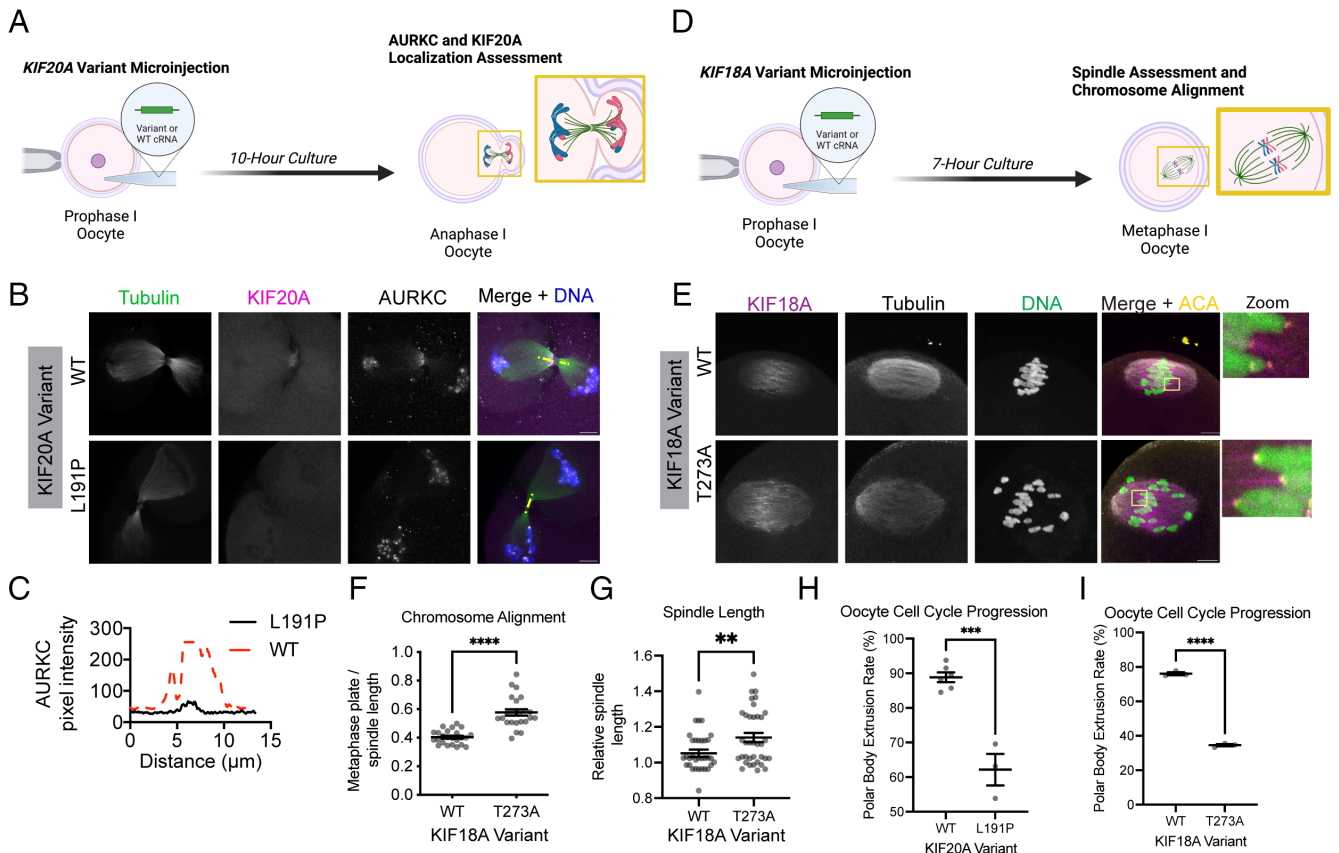 A
KIF20A Variant Microinjection
Variant or
WT cRNA
Prophase I
Oocyte
10-Hour Culture
AURKC and KIF20A
Localization Assessment
Anaphase I
Oocyte
D
KIF18A Variant Microinjection
Variant or
WT cRNA
Prophase I
Oocyte
7-Hour Culture
Spindle Assessment and
Chromosome Alignment
Metaphase I
Oocyte
B
Tubulin
KIF20A
AURKC
Merge + DNA
KIF20A Variant
WT
L191P
E
KIF18A
Tubulin
DNA
Merge + ACA
Zoom
KIF18A Variant
WT
T273A
C
AURKC
pixel intensity
300
200
100
0
0
5
10
15
Distance (µm)
L191P
WT
F
Chromosome Alignment
****
Metaphase plate /
spindle length
1.0
0.8
0.6
0.4
0.2
0.0
WT
T273A
KIF18A Variant
G
Spindle Length
**
Relative spindle
length
1.6
1.4
1.2
1.0
0.8
WT
T273A
KIF18A Variant
H
Oocyte Cell Cycle Progression
***
Polar Body Extrusion Rate (%)
100
90
80
70
60
50
WT
L191P
KIF20A Variant
I
Oocyte Cell Cycle Progression
****
Polar Body Extrusion Rate (%)
100
80
60
40
20
0
WT
T273A
KIF18A Variant